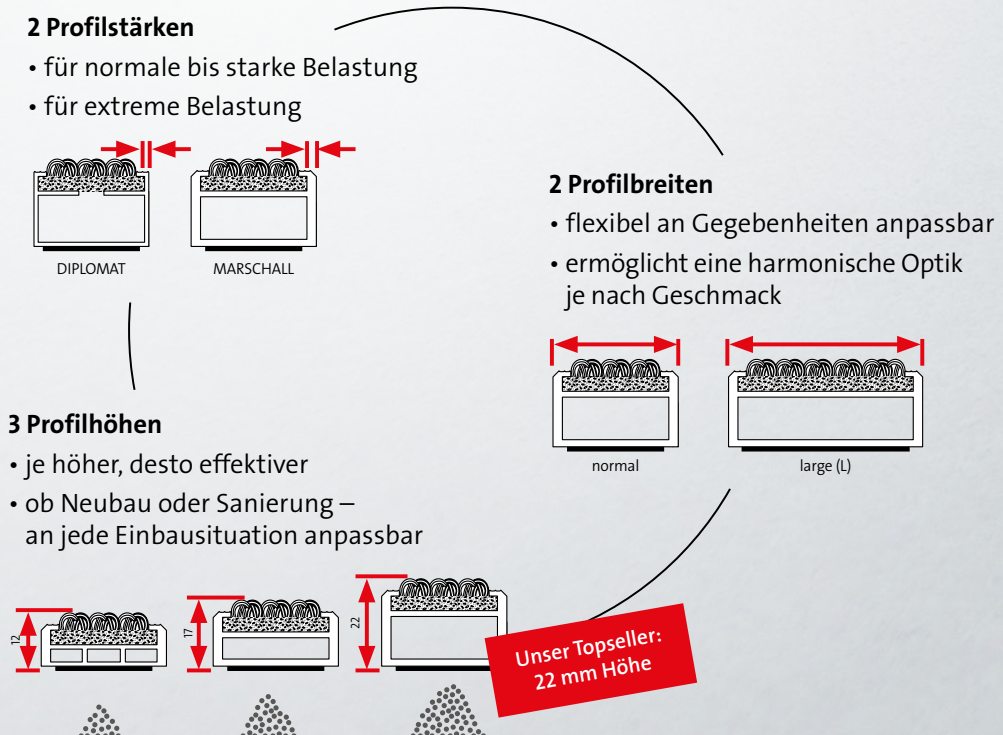 2 Profilstärken
• für normale bis starke Belastung
• für extreme Belastung
DIPLOMAT
MARSCHALL
2 Profilbreiten
• flexibel an Gegebenheiten anpassbar
• ermöglicht eine harmonische Optik
je nach Geschmack
normal
large (L)
3 Profilhöhen
• je höher, desto effektiver
• ob Neubau oder Sanierung –
an jede Einbausituation anpassbar
12
17
22
Unser Topseller:
22 mm Höhe